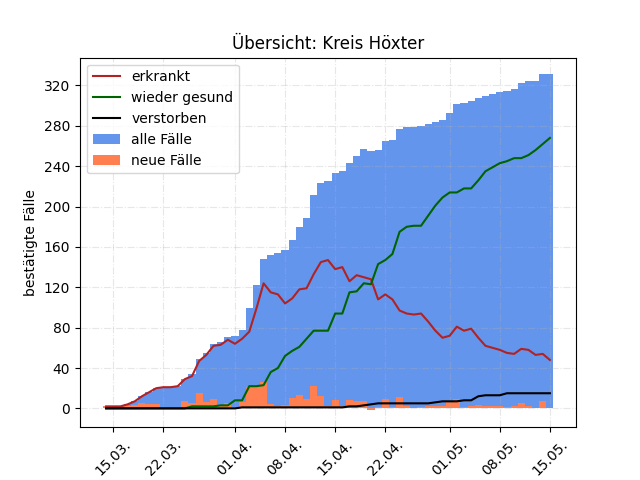 Übersicht: Kreis Höxter
erkrankt
wieder gesund
verstorben
alle Fälle
neue Fälle
bestätigte Fälle
320
280
240
200
160
120
80
40
0
15.03.
22.03.
01.04.
08.04.
15.04.
22.04.
01.05.
08.05.
15.05.